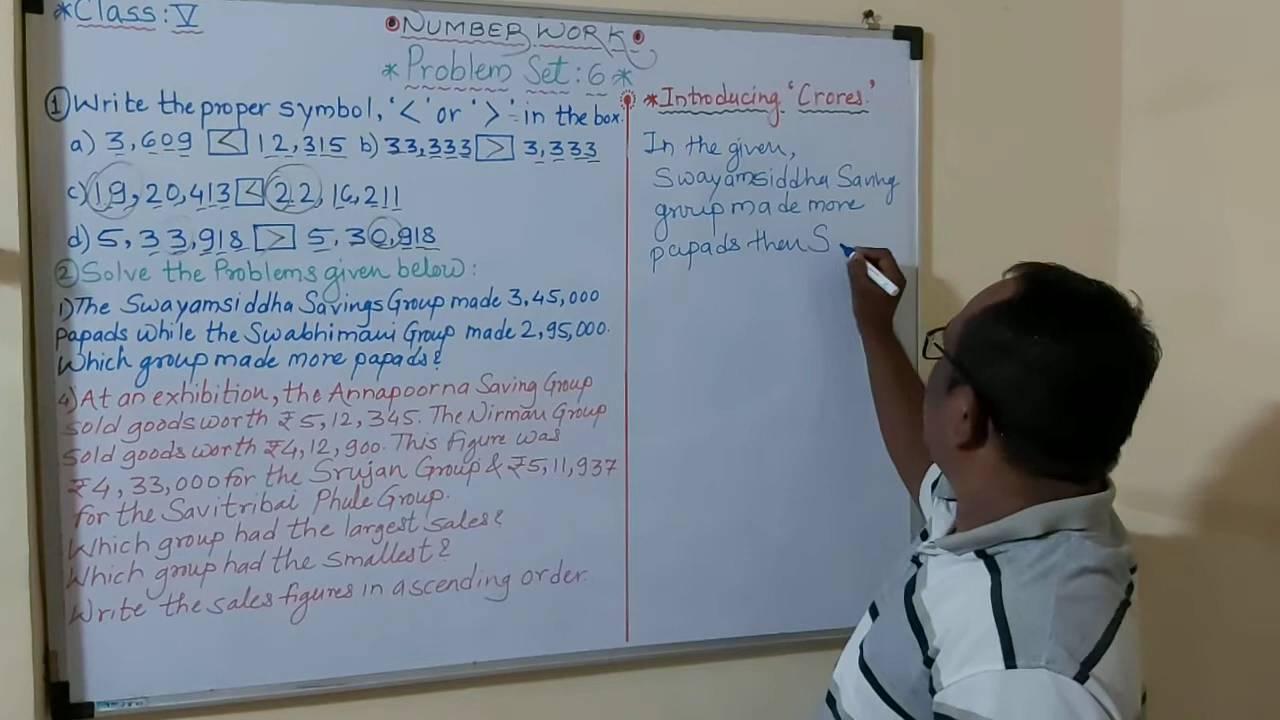 *Class: V
NUMBER WORK
*Problem Set: 6*
① Write the proper symbol, '<' or '>' in the box.
a) 3,609 < 12,315 b) 33,333 > 3,333
c) 19,20,413 < 22,16,211
d) 5,33,918 > 5,30,918
② Solve the Problems given below:
1) The Swayamsiddha Savings Group made 3,45,000
papads while the Swabhimani Group made 2,95,000.
Which group made more papads?
4) At an exhibition, the Annapoorna Saving Group
sold goods worth ₹5,12,345. The Nirman Group
sold goods worth ₹4,12,900. This figure was
₹4,33,000 for the Srujan Group & ₹5,11,937
for the Savitribai Phule Group.
Which group had the largest sales?
Which group had the smallest?
Write the sales figures in ascending order.
*Introducing 'Crores.'
In the given,
Swayamsiddha Saving
group made more
papads then S